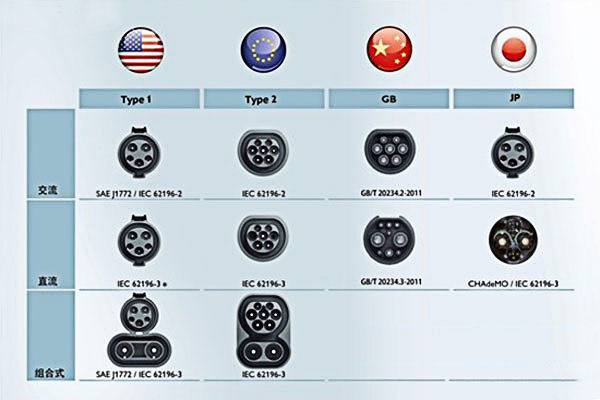 Type 1 Type 2 GB JP
交流
SAE J1772 / IEC 62196-2 IEC 62196-2 GB/T 20234.2-2011 IEC 62196-2
直流
IEC 62196-3 * IEC 62196-3 GB/T 20234.3-2011 CHAdeMO / IEC 62196-3
组合式
SAE J1772 / IEC 62196-3 IEC 62196-3